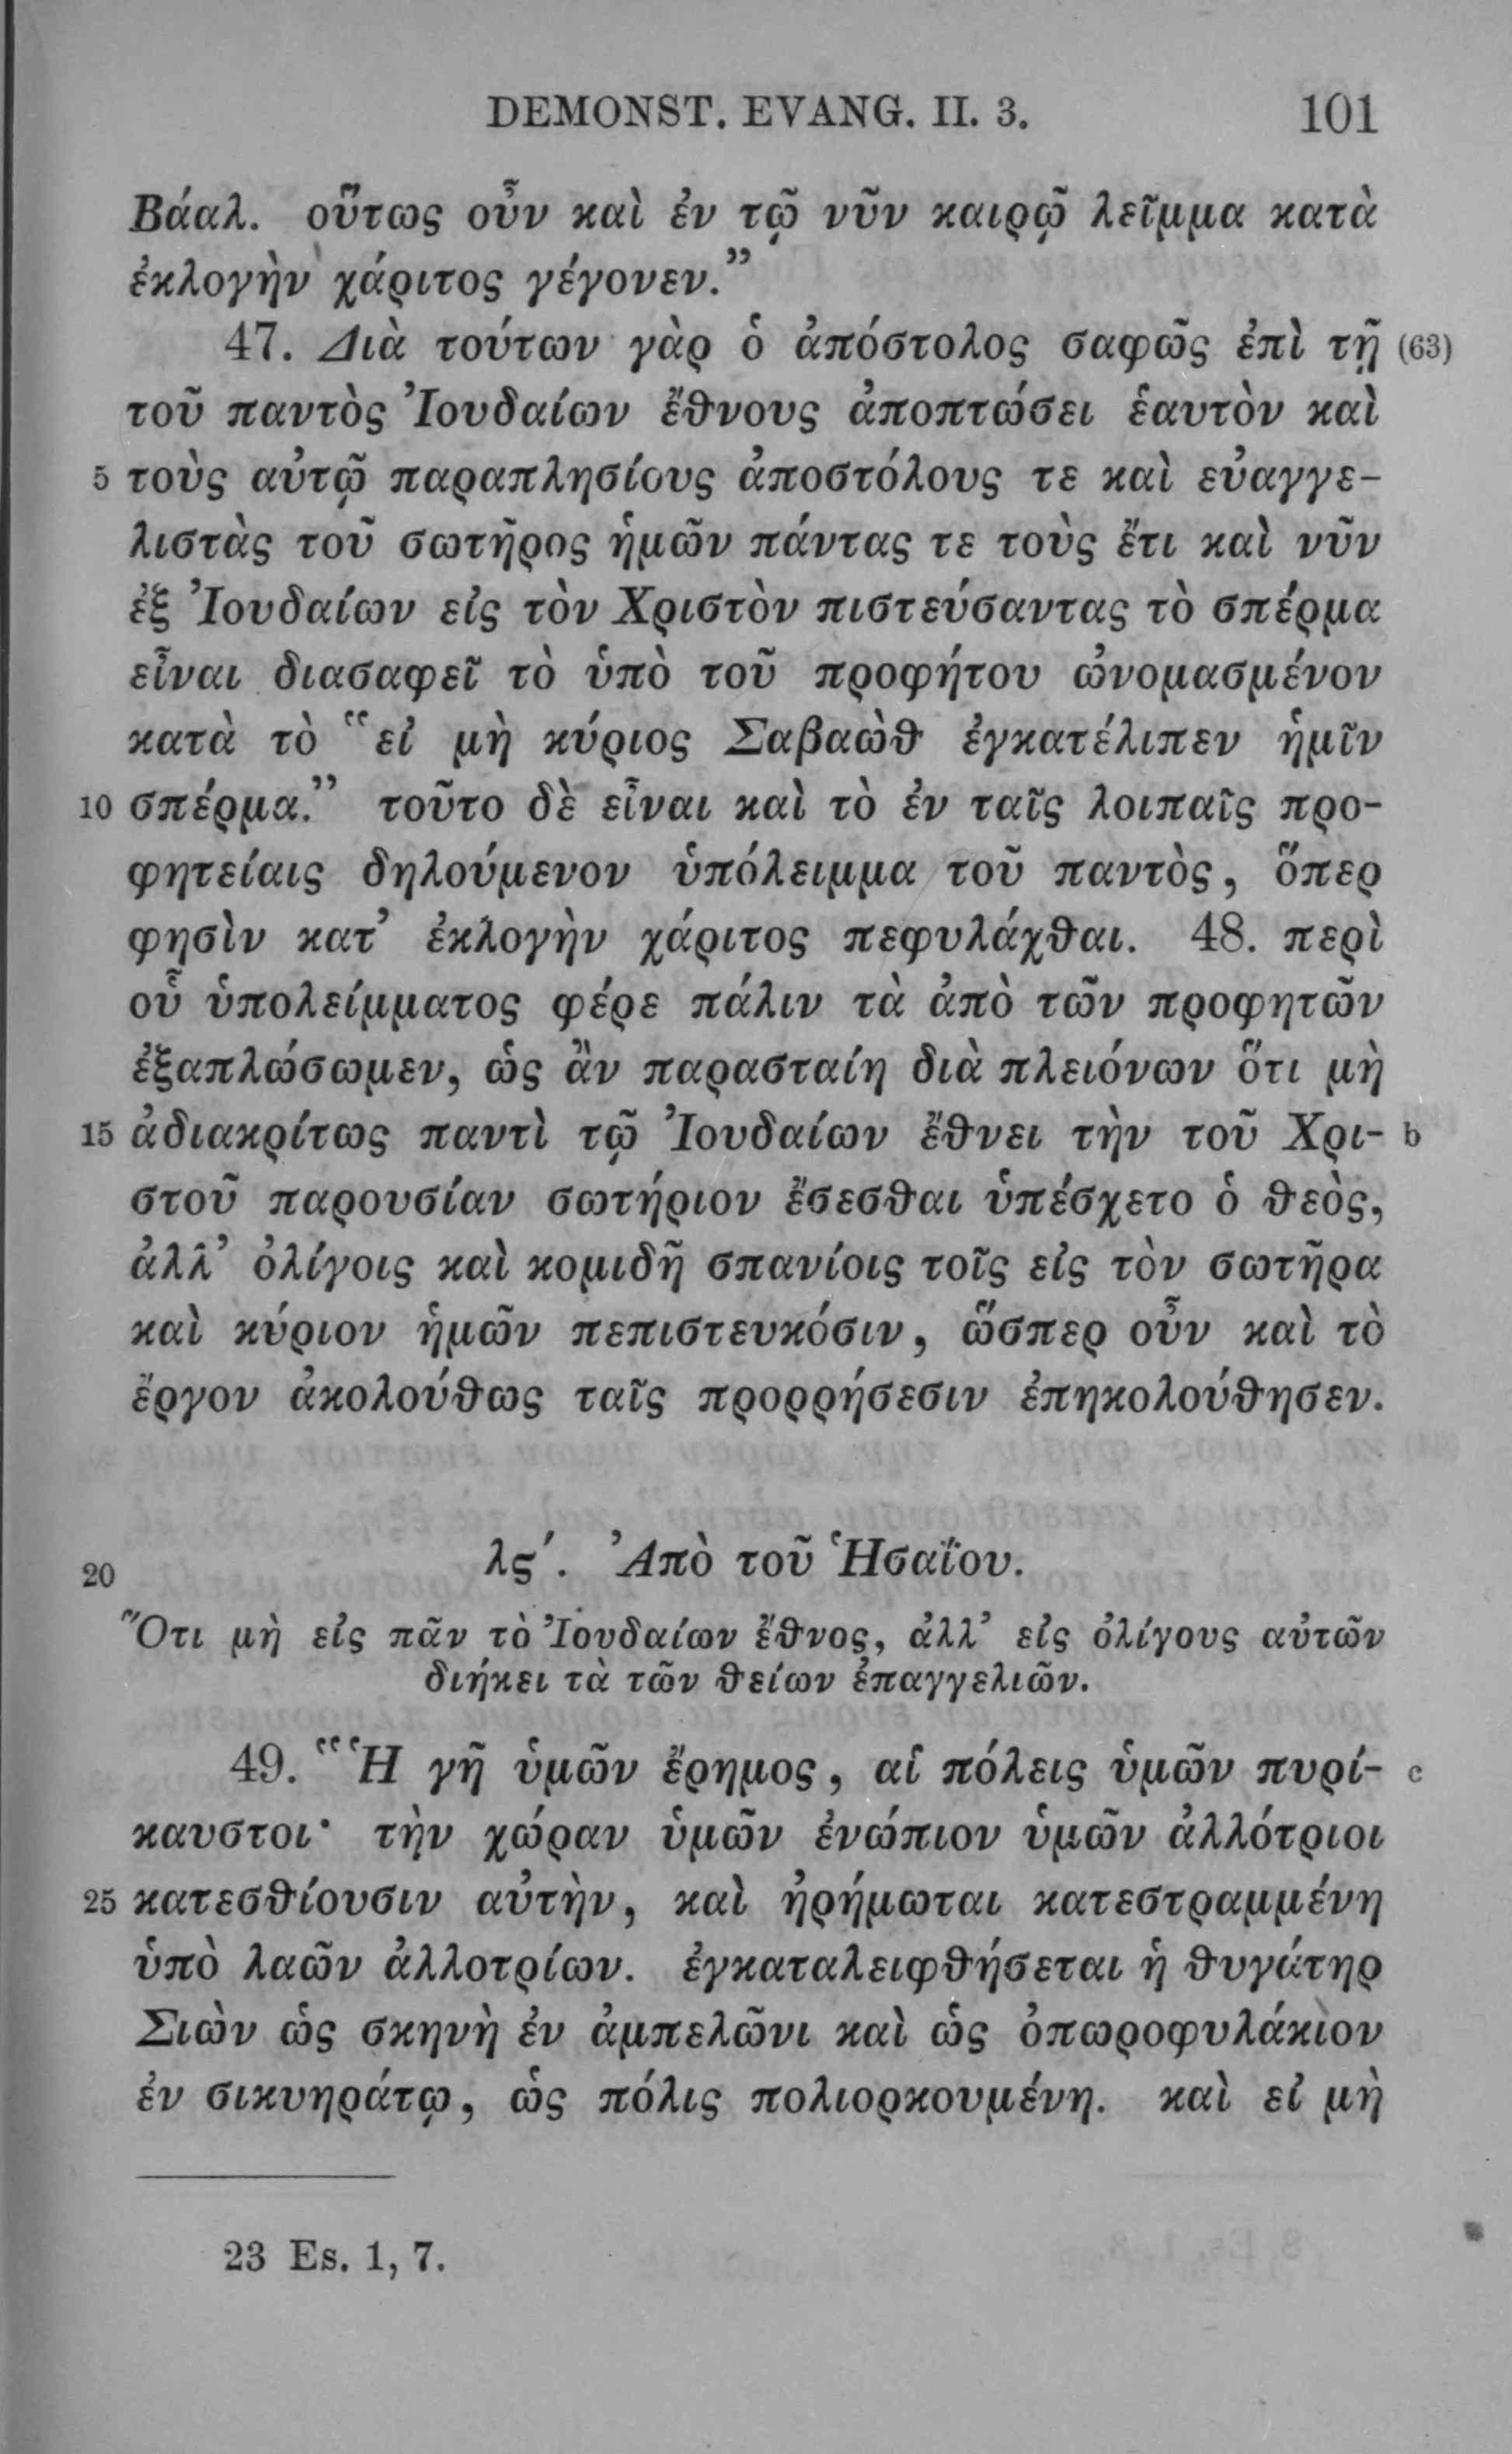 DEMONST. EVANG. II. 3. 101
Βάαλ. οὕτως οὖν καὶ ἐν τῷ νῦν καιρῷ λεῖμμα κατὰ
ἐκλογὴν χάριτος γέγονεν.”
47. Διὰ τούτων γὰρ ὁ ἀπόστολος σαφῶς ἐπὶ τῇ (63)
τοῦ παντὸς Ἰουδαίων ἔθνους ἀποπτώσει ἑαυτὸν καὶ
5 τοὺς αὐτῷ παραπλησίους ἀποστόλους τε καὶ εὐαγγε-
λιστὰς τοῦ σωτῆρος ἡμῶν πάντας τε τοὺς ἔτι καὶ νῦν
ἐξ Ἰουδαίων εἰς τὸν Χριστὸν πιστεύσαντας τὸ σπέρμα
εἶναι διασαφεῖ τὸ ὑπὸ τοῦ προφήτου ὠνομασμένον
κατὰ τὸ “εἰ μὴ κύριος Σαβαὼθ ἐγκατέλιπεν ἡμῖν
10 σπέρμα.” τοῦτο δὲ εἶναι καὶ τὸ ἐν ταῖς λοιπαῖς προ-
φητείαις δηλούμενον ὑπόλειμμα τοῦ παντὸς, ὅπερ
φησὶν κατ’ ἐκλογὴν χάριτος πεφυλάχθαι. 48. περὶ
οὗ ὑπολείμματος φέρε πάλιν τὰ ἀπὸ τῶν προφητῶν
ἐξαπλώσωμεν, ὡς ἂν παρασταίη διὰ πλειόνων ὅτι μὴ
15 ἀδιακρίτως παντὶ τῷ Ἰουδαίων ἔθνει τὴν τοῦ Χρι- b
στοῦ παρουσίαν σωτήριον ἔσεσθαι ὑπέσχετο ὁ θεὸς,
ἀλλ’ ὀλίγοις καὶ κομιδῆ σπανίοις τοῖς εἰς τὸν σωτῆρα
καὶ κύριον ἡμῶν πεπιστευκόσιν, ὥσπερ οὖν καὶ τὸ
ἔργον ἀκολούθως ταῖς προρρήσεσιν ἐπηκολούθησεν.
20 λς΄. Ἀπὸ τοῦ Ἡσαΐου.
Ὅτι μὴ εἰς πᾶν τὸ Ἰουδαίων ἔθνος, ἀλλ’ εἰς ὀλίγους αὐτῶν
διήκει τὰ τῶν θείων ἐπαγγελιῶν.
49. “Ἡ γῆ ὑμῶν ἔρημος, αἱ πόλεις ὑμῶν πυρί- c
καυστοι· τὴν χώραν ὑμῶν ἐνώπιον ὑμῶν ἀλλότριοι
25 κατεσθίουσιν αὐτὴν, καὶ ἠρήμωται κατεστραμμένη
ὑπὸ λαῶν ἀλλοτρίων. ἐγκαταλειφθήσεται ἡ θυγάτηρ
Σιὼν ὡς σκηνὴ ἐν ἀμπελῶνι καὶ ὡς ὀπωροφυλάκιον
ἐν σικυηράτῳ, ὡς πόλις πολιορκουμένη. καὶ εἰ μὴ
23 Es. 1, 7.